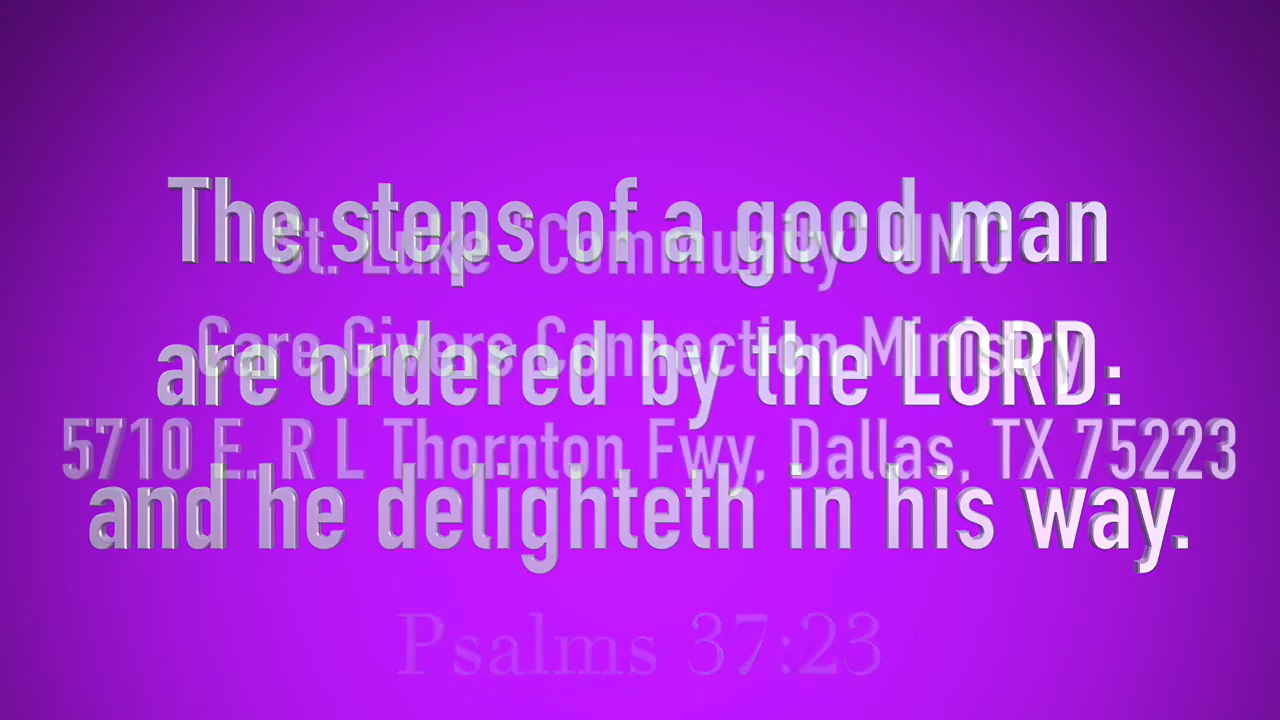 The steps of a good man
St. Luke "Community" UMC
Care Givers Connection Ministry
are ordered by the LORD:
5710 E. R L Thornton Fwy, Dallas, TX 75223
and he delighteth in his way.
Psalms 37:23